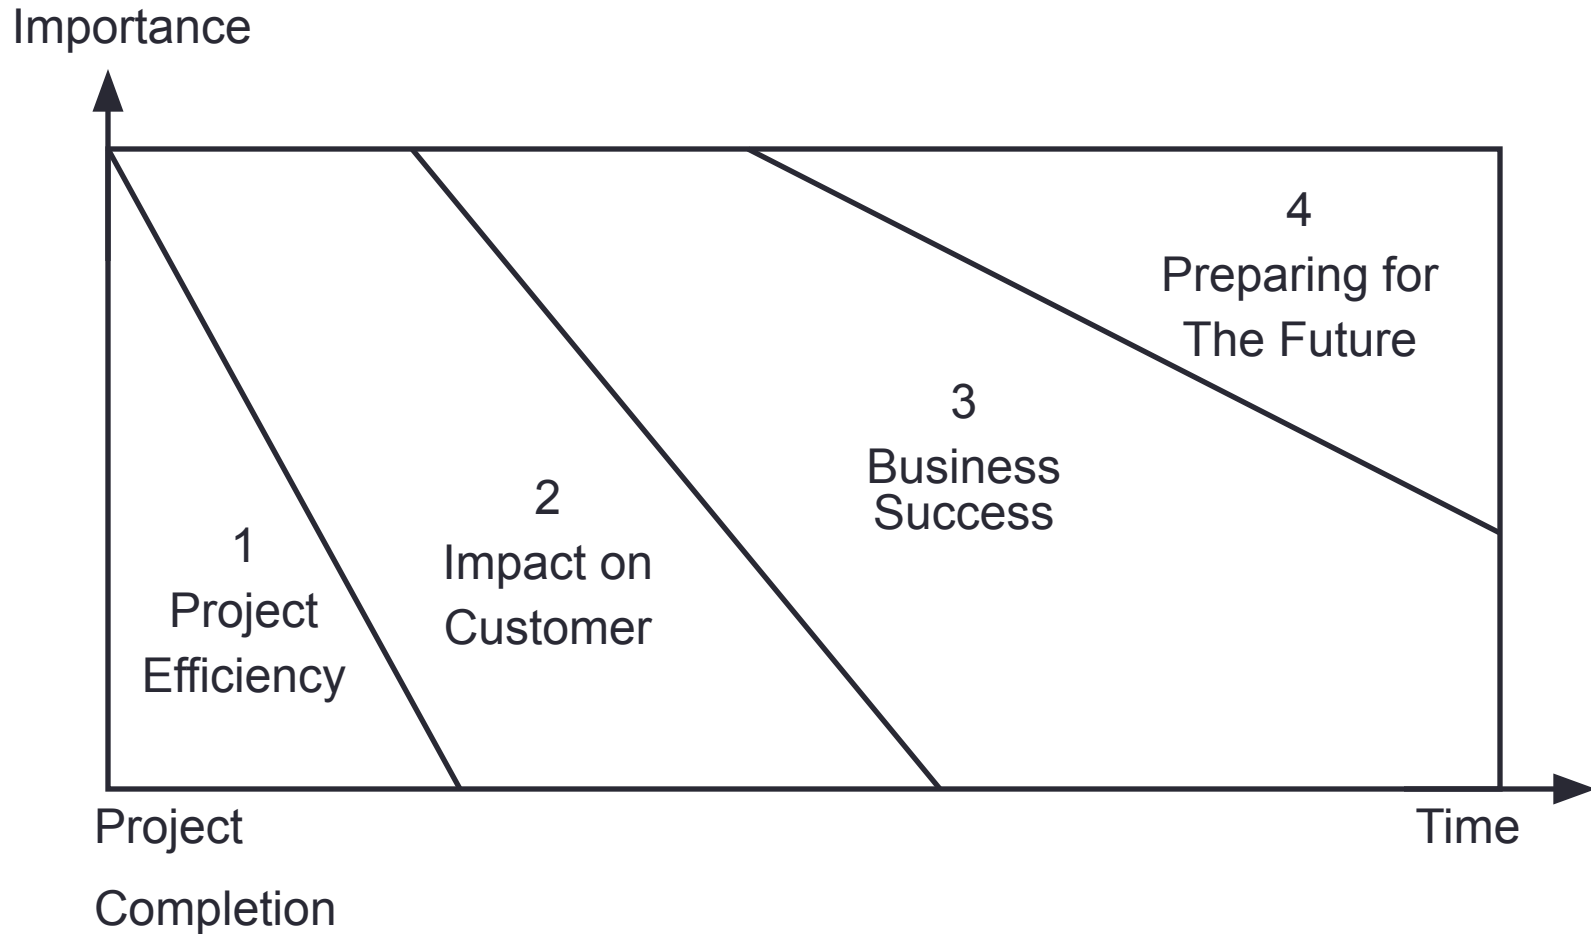 Importance
4
Preparing for
The Future
3
Business
Success
2
Impact on
Customer
1
Project
Efficiency
Project
Completion
Time